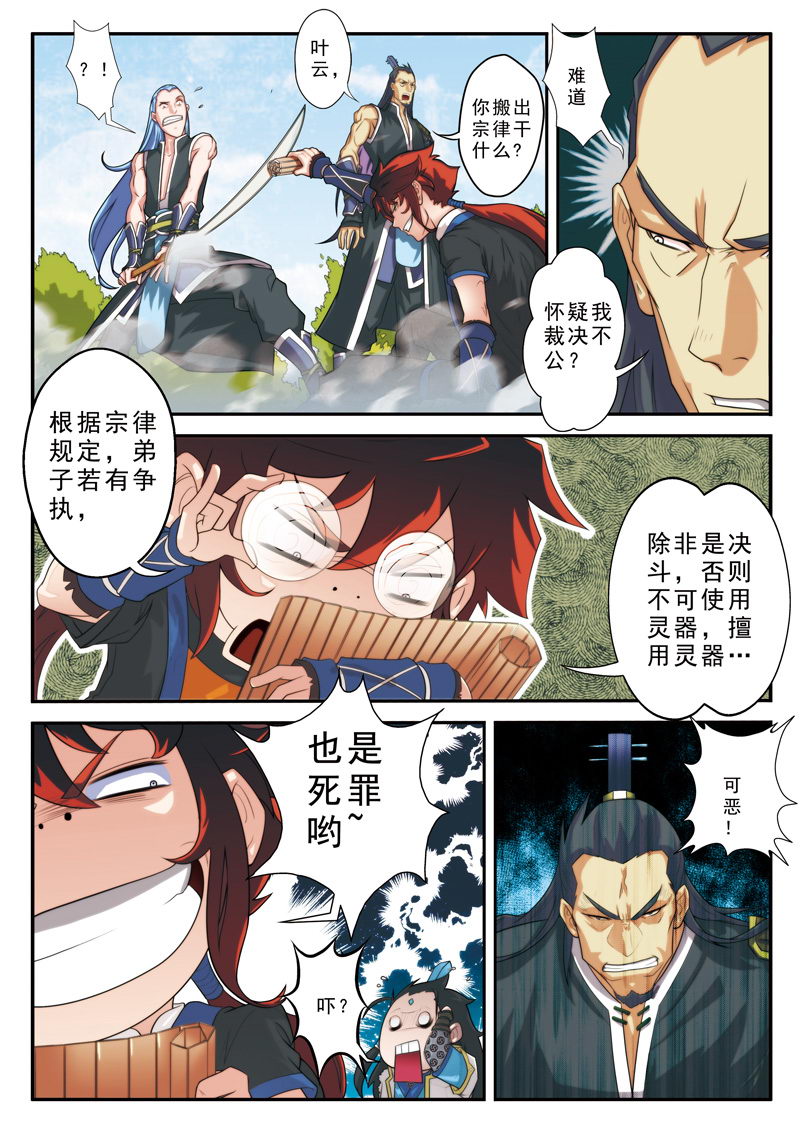 ?!!
叶
云,
你搬出
宗律干
什么?
难
道
怀疑我
裁决不
公?
根据宗律
规定,弟
子若有争
执,
除非是决
斗,否则
不可使用
灵器,擅
用灵器…
也是
死罪
哟~
吓?
可
恶!